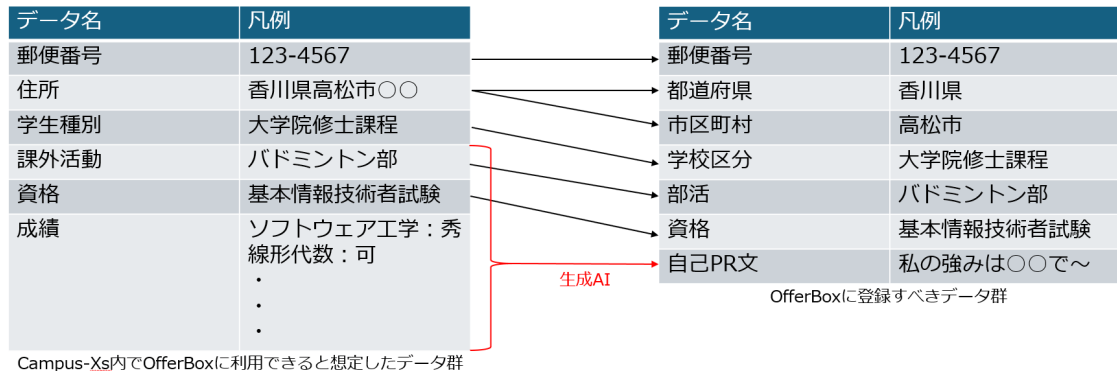 データ名 凡例
郵便番号 123-4567
住所 香川県高松市○○
学生種別 大学院修士課程
課外活動 バドミントン部
資格 基本情報技術者試験
成績 ソフトウェア工学：秀
線形代数：可
・
・
・
Campus-Xs内でOfferBoxに利用できると想定したデータ群
生成AI
データ名 凡例
郵便番号 123-4567
都道府県 香川県
市区町村 高松市
学校区分 大学院修士課程
部活 バドミントン部
資格 基本情報技術者試験
自己PR文 私の強みは○○で～
OfferBoxに登録すべきデータ群